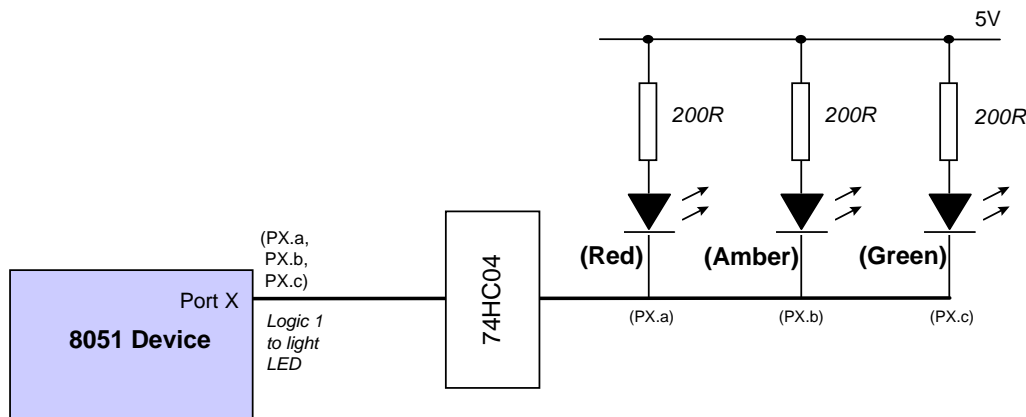 5V
200R
200R
200R
(PX.a,
PX.b,
PX.c)
(Red)
(Amber)
(Green)
Port X
8051 Device
Logic 1
to light
LED
74HC04
(PX.a)
(PX.b)
(PX.c)